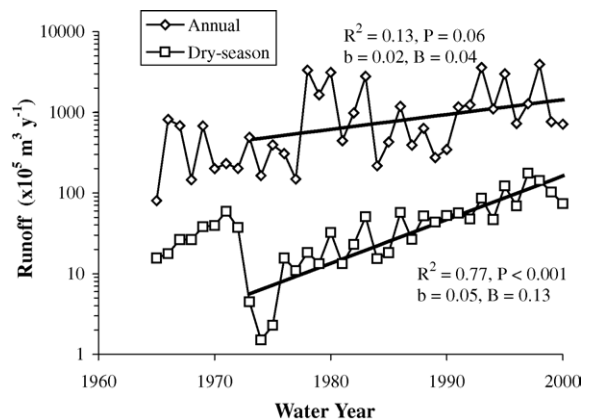 Annual
Dry-season
R² = 0.13, P = 0.06
b = 0.02, B = 0.04
10000
1000
100
10
1
Runoff (x10⁵ m³ y⁻¹)
R² = 0.77, P < 0.001
b = 0.05, B = 0.13
1960
1970
1980
1990
2000
Water Year